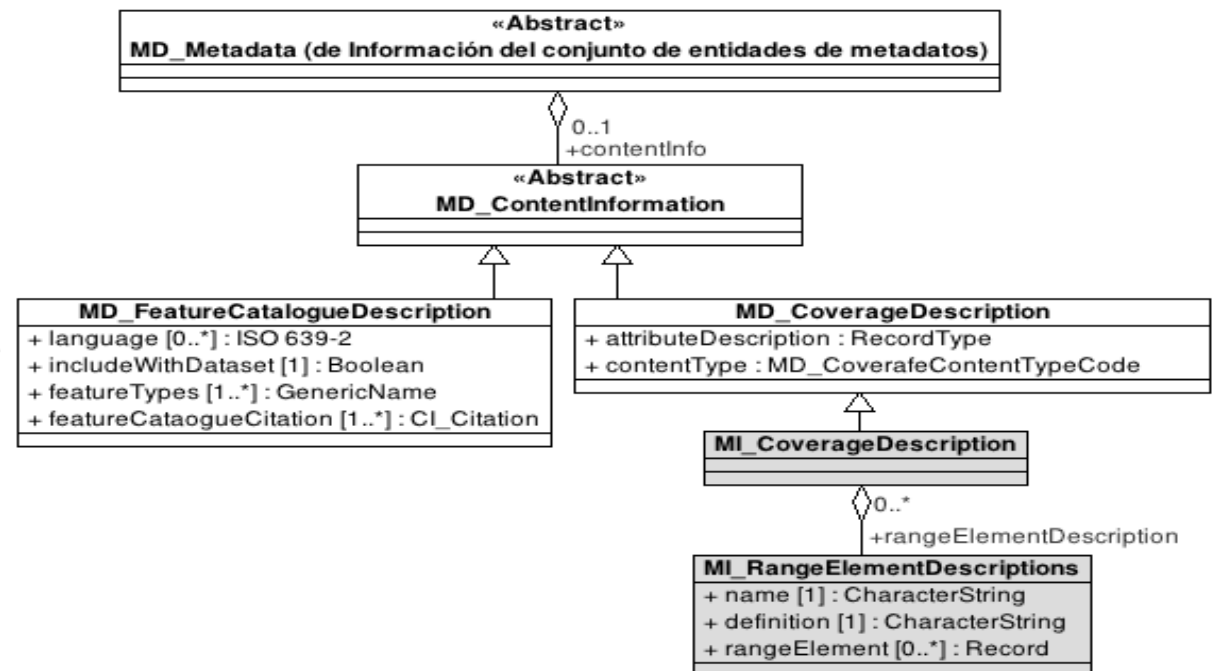 «Abstract»
MD_Metadata (de Información del conjunto de entidades de metadatos)
0..1
+contentInfo
«Abstract»
MD_ContentInformation
MD_FeatureCatalogueDescription
+ language [0..*] : ISO 639-2
+ includeWithDataset [1] : Boolean
+ featureTypes [1..*] : GenericName
+ featureCataogueCitation [1..*] : CI_Citation
MD_CoverageDescription
+ attributeDescription : RecordType
+ contentType : MD_CoverafeContentTypeCode
MI_CoverageDescription
0..*
+rangeElementDescription
MI_RangeElementDescriptions
+ name [1] : CharacterString
+ definition [1] : CharacterString
+ rangeElement [0..*] : Record